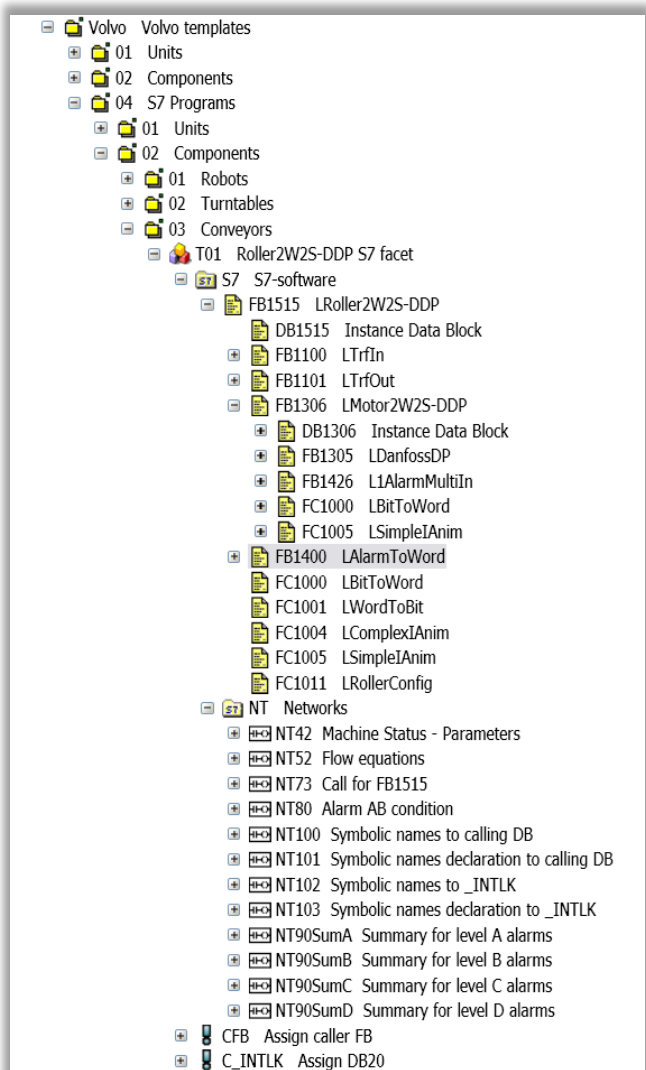 Volvo Volvo templates
01 Units
02 Components
04 S7 Programs
01 Units
02 Components
01 Robots
02 Turntables
03 Conveyors
T01 Roller2W2S-DDP S7 facet
S7 S7 S7-software
FB1515 LRoller2W2S-DDP
DB1515 Instance Data Block
FB1100 LTrfIn
FB1101 LTrfOut
FB1306 LMotor2W2S-DDP
DB1306 Instance Data Block
FB1305 LDanfossDP
FB1426 L1AlarmMultiIn
FC1000 LBitToWord
FC1005 LSimpleIAnim
FB1400 LAlarmToWord
FC1000 LBitToWord
FC1001 LWordToBit
FC1004 LComplexIAnim
FC1005 LSimpleIAnim
FC1011 LRollerConfig
S7 NT Networks
NT42 Machine Status - Parameters
NT52 Flow equations
NT73 Call for FB1515
NT80 Alarm AB condition
NT100 Symbolic names to calling DB
NT101 Symbolic names declaration to calling DB
NT102 Symbolic names to _INTLK
NT103 Symbolic names declaration to _INTLK
NT90SumA Summary for level A alarms
NT90SumB Summary for level B alarms
NT90SumC Summary for level C alarms
NT90SumD Summary for level D alarms
CFB Assign caller FB
C_INTLK Assign DB20